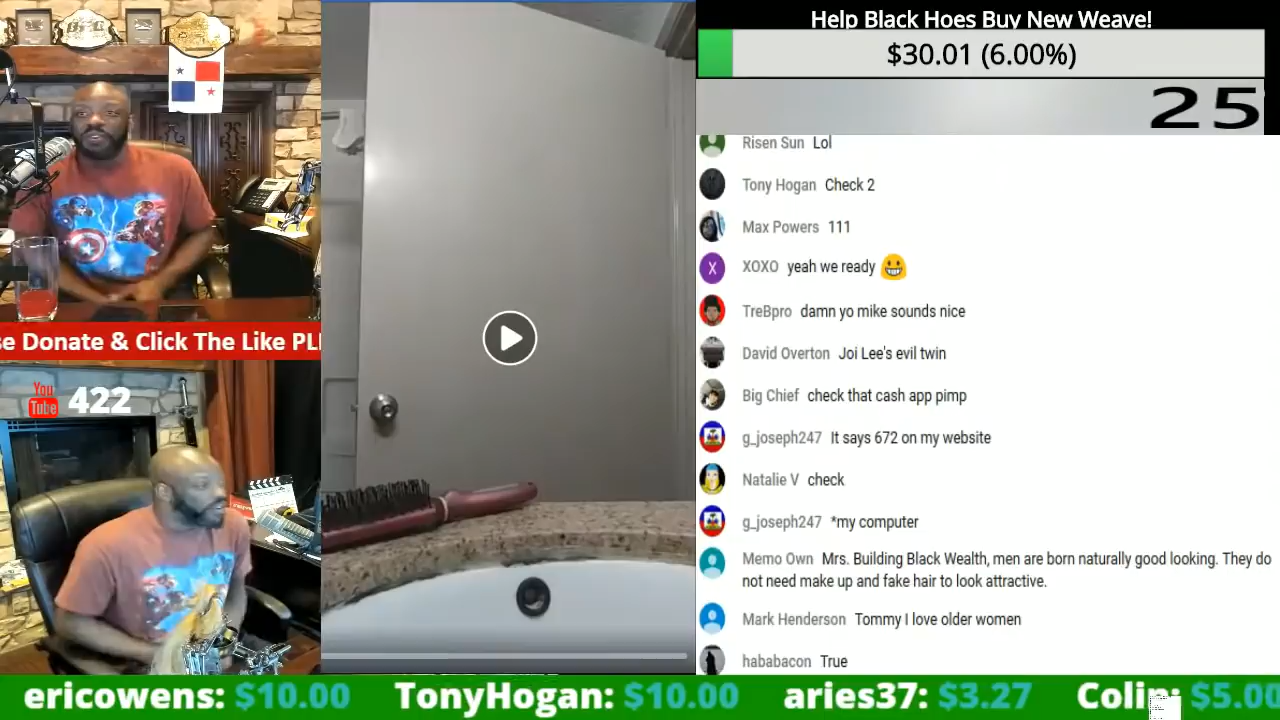 Help Black Hoes Buy New Weave!
$30.01 (6.00%)
25
Risen Sun Lol
Tony Hogan Check 2
Max Powers 111
X XOXO yeah we ready
TreBpro damn yo mike sounds nice
David Overton Joi Lee's evil twin
Big Chief check that cash app pimp
g_joseph247 It says 672 on my website
Natalie V check
g_joseph247 *my computer
Memo Own Mrs. Building Black Wealth, men are born naturally good looking. They do
not need make up and fake hair to look attractive.
Mark Henderson Tommy I love older women
hababacon True
se Donate & Click The Like PL
You
Tube 422
ericowens: $10.00 TonyHogan: $10.00 aries37: $3.27 Colin: $5.00